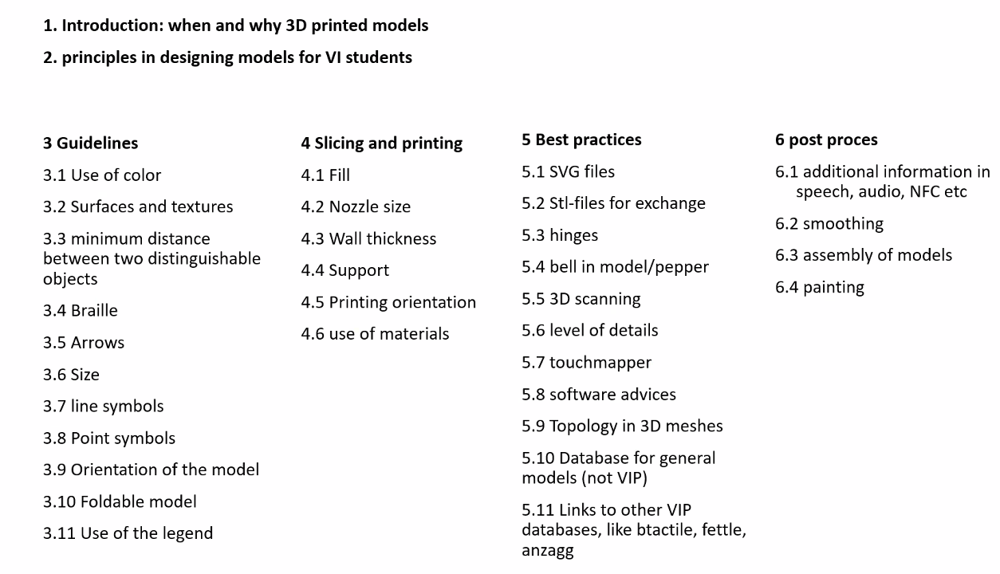 1. Introduction: when and why 3D printed models
2. principles in designing models for VI students
3 Guidelines
3.1 Use of color
3.2 Surfaces and textures
3.3 minimum distance
between two distinguishable
objects
3.4 Braille
3.5 Arrows
3.6 Size
3.7 line symbols
3.8 Point symbols
3.9 Orientation of the model
3.10 Foldable model
3.11 Use of the legend
4 Slicing and printing
4.1 Fill
4.2 Nozzle size
4.3 Wall thickness
4.4 Support
4.5 Printing orientation
4.6 use of materials
5 Best practices
5.1 SVG files
5.2 Stl-files for exchange
5.3 hinges
5.4 bell in model/pepper
5.5 3D scanning
5.6 level of details
5.7 touchmapper
5.8 software advices
5.9 Topology in 3D meshes
5.10 Database for general
models (not VIP)
5.11 Links to other VIP
databases, like btactile, fettle,
anzagg
6 post proces
6.1 additional information in
speech, audio, NFC etc
6.2 smoothing
6.3 assembly of models
6.4 painting